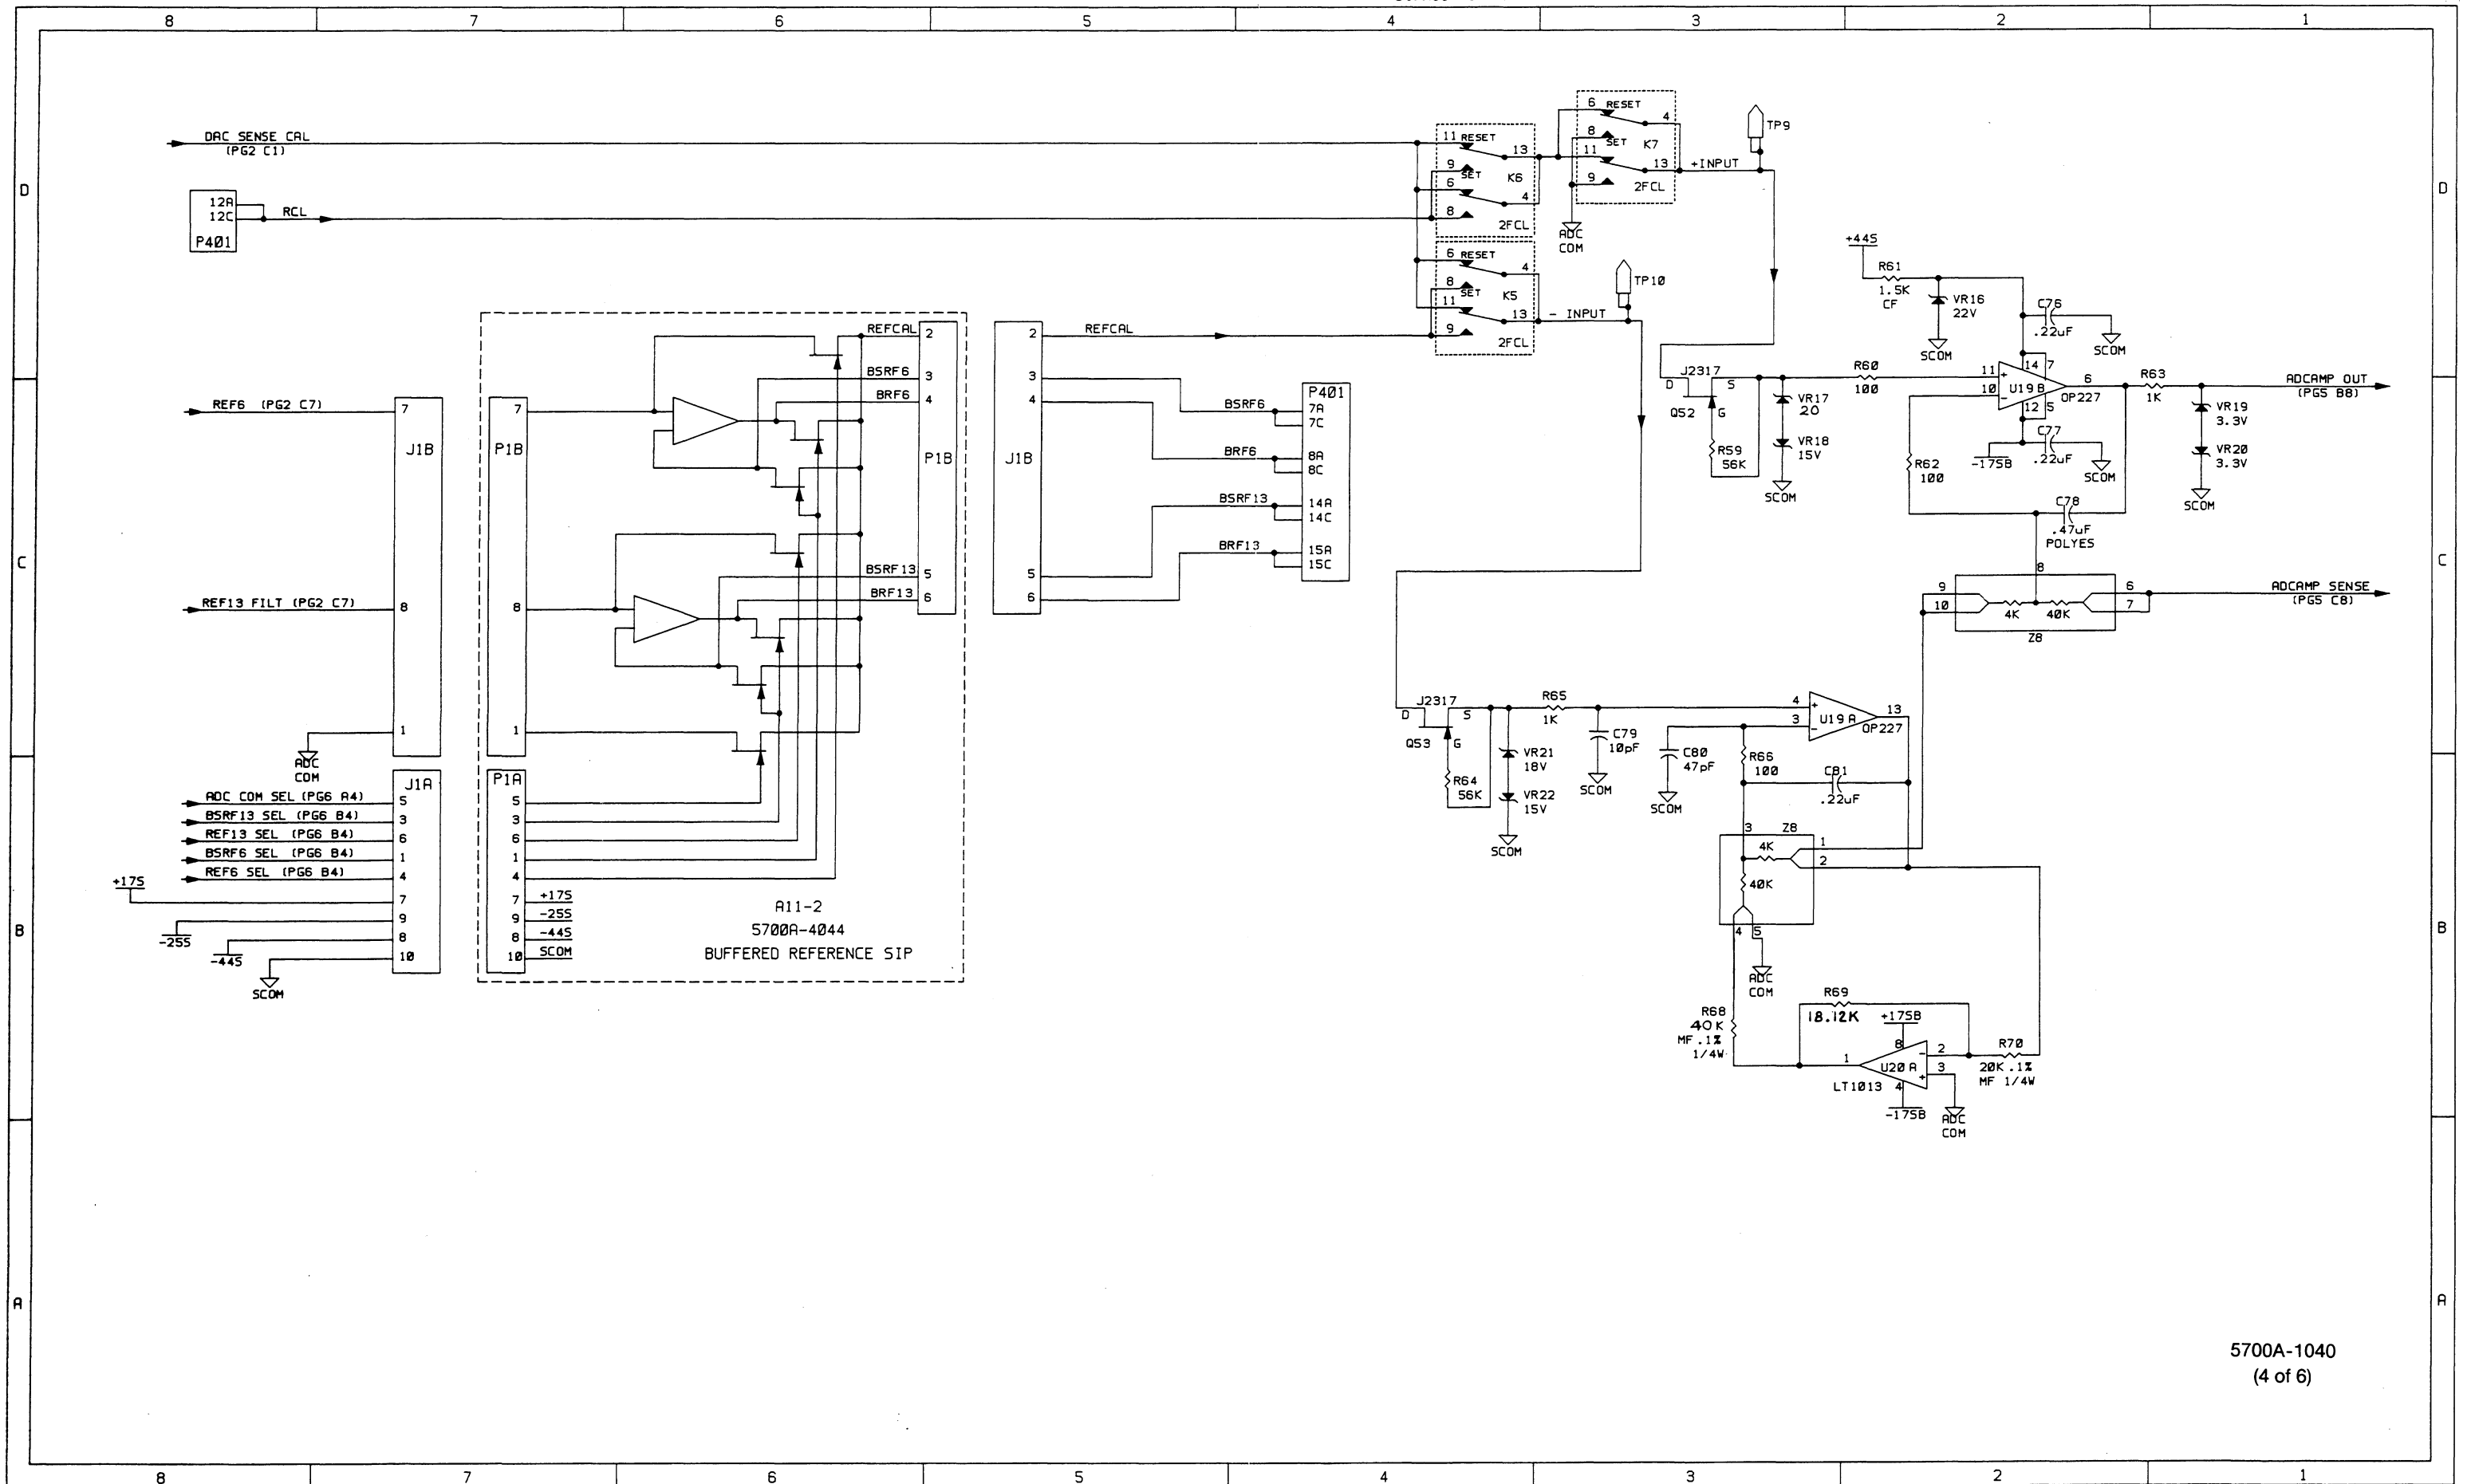 8 7 6 5 4 3 2 1
D
C
B
A
DAC SENSE CAL
(PG2 C1)
12A
12C
P401
RCL
11 RESET
13
9
SET
K6
6
4
8
2FCL
6 RESET
4
8
SET
K7
11
13
9
2FCL
ADC
COM
+INPUT
TP9
6 RESET
4
8
SET
K5
11
13
9
2FCL
- INPUT
TP10
REF6 (PG2 C7)
7
J1B
REF13 FILT (PG2 C7)
8
1
ADC
COM
J1A
ADC COM SEL (PG6 A4)
5
BSRF13 SEL (PG6 B4)
3
REF13 SEL (PG6 B4)
6
BSRF6 SEL (PG6 B4)
1
REF6 SEL (PG6 B4)
4
+17S
7
9
-25S
8
-44S
10
SCOM
7
P1B
8
1
P1A
5
3
6
1
4
7 +17S
9 -25S
8 -44S
10 SCOM
REFCAL 2
BSRF6 3
BRF6 4
P1B
BSRF13 5
BRF13 6
A11-2
5700A-4044
BUFFERED REFERENCE SIP
2 REFCAL
3
4
J1B
5
6
P401
BSRF6
7A
7C
BRF6
8A
8C
BSRF13
14A
14C
BRF13
15A
15C
J2317
D S
Q52 G
R59
56K
VR17
20
VR18
15V
SCOM
R60
100
+44S
R61
1.5K
CF
VR16
22V
SCOM
C76
.22uF
SCOM
14 7
11 +
10 -
U19B
OP227
6
12 5
-17SB
C77
.22uF
SCOM
R62
100
R63
1K
ADCAMP OUT
(PG5 B8)
VR19
3.3V
VR20
3.3V
SCOM
C78
.47uF
POLYES
8
9
10
4K 40K
6
7
Z8
ADCAMP SENSE
(PG5 C8)
J2317
D S
Q53 G
R64
56K
VR21
18V
VR22
15V
SCOM
R65
1K
C79
10pF
SCOM
C80
47pF
SCOM
4 +
3 -
U19A
13
OP227
R66
100
C81
.22uF
3 Z8
4K
1
2
40K
4 5
ADC
COM
R68
40K
MF .1%
1/4W
R69
18.12K
+17SB
8
1
U20A
- 2
+ 3
LT1013
4
-17SB
R70
20K .1%
MF 1/4W
ADC
COM
D
C
B
A
5700A-1040
(4 of 6)
8 7 6 5 4 3 2 1